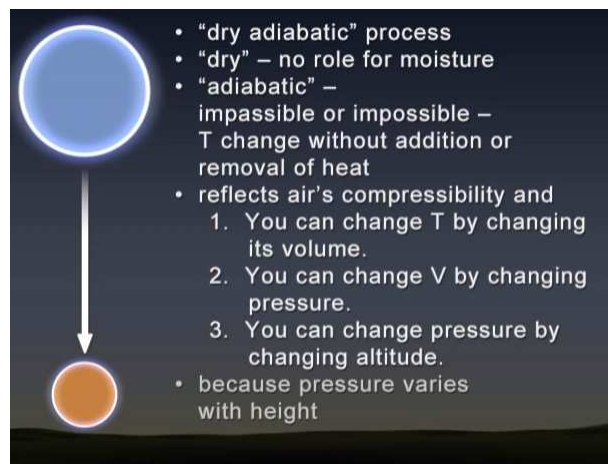 • “dry adiabatic” process
• “dry” – no role for moisture
• “adiabatic” –
impassible or impossible –
T change without addition or
removal of heat
• reflects air’s compressibility and
1. You can change T by changing
its volume.
2. You can change V by changing
pressure.
3. You can change pressure by
changing altitude.
• because pressure varies
with height